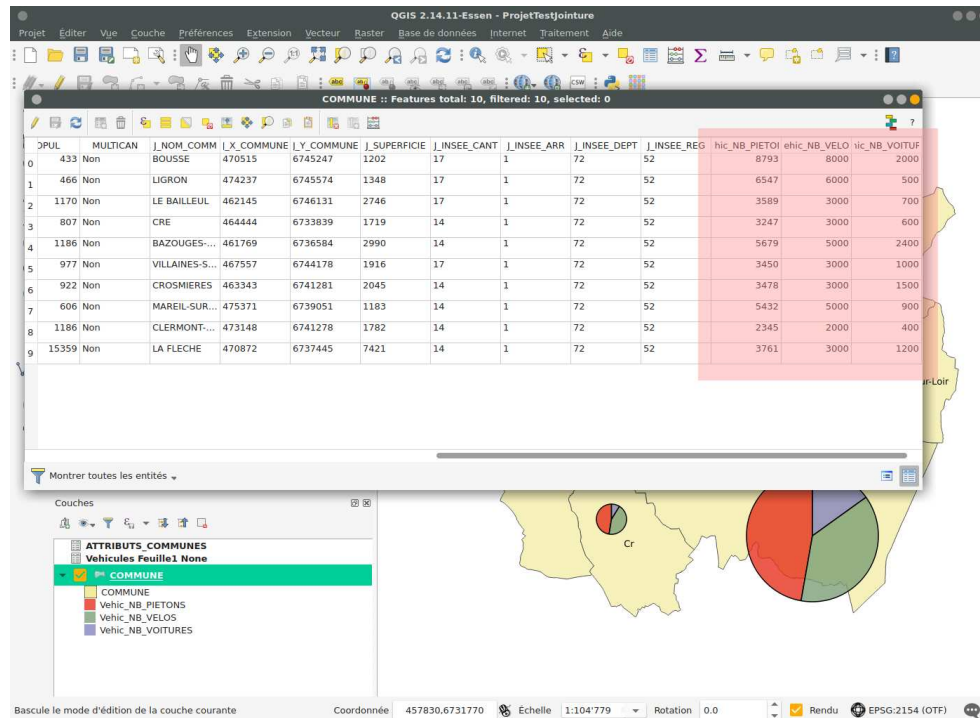 QGIS 2.14.11-Essen - ProjetTestJointure
Projet Éditer Vue Couche Préférences Extension Vecteur Raster Base de données Internet Traitement Aide
COMMUNE :: Features total: 10, filtered: 10, selected: 0
OPUL MULTICAN J_NOM_COMM J_X_COMMUNE J_Y_COMMUNE J_SUPERFICIE J_INSEE_CANT J_INSEE_ARR J_INSEE_DEPT J_INSEE_REG hic_NB_PIETO ehic_NB_VELO hic_NB_VOITUR
0 433 Non BOUSSE 470515 6745247 1202 17 1 72 52 8793 8000 2000
1 466 Non LIGRON 474237 6745574 1348 17 1 72 52 6547 6000 500
2 1170 Non LE BAILLEUL 462145 6746131 2746 17 1 72 52 3589 3000 700
3 807 Non CRE 464444 6733839 1719 14 1 72 52 3247 3000 600
4 1186 Non BAZOUGES-... 461769 6736584 2990 14 1 72 52 5679 5000 2400
5 977 Non VILLAINES-S... 467557 6744178 1916 17 1 72 52 3450 3000 1000
6 922 Non CROSMIERES 463343 6741281 2045 14 1 72 52 3478 3000 1500
7 606 Non MAREIL-SUR... 475371 6739051 1183 14 1 72 52 5432 5000 900
8 1186 Non CLERMONT-... 473148 6741278 1782 14 1 72 52 2345 2000 400
9 15359 Non LA FLECHE 470872 6737445 7421 14 1 72 52 3761 3000 1200
ur-Loir
Montrer toutes les entités
Couches
ATTRIBUTS_COMMUNES
Vehicules Feuille1 None
COMMUNE
COMMUNE
Vehic_NB_PIETONS
Vehic_NB_VELOS
Vehic_NB_VOITURES
Cr
Bascule le mode d'édition de la couche courante Coordonnée 457830,6731770 Échelle 1:104'779 Rotation 0.0 Rendu EPSG:2154 (OTF)